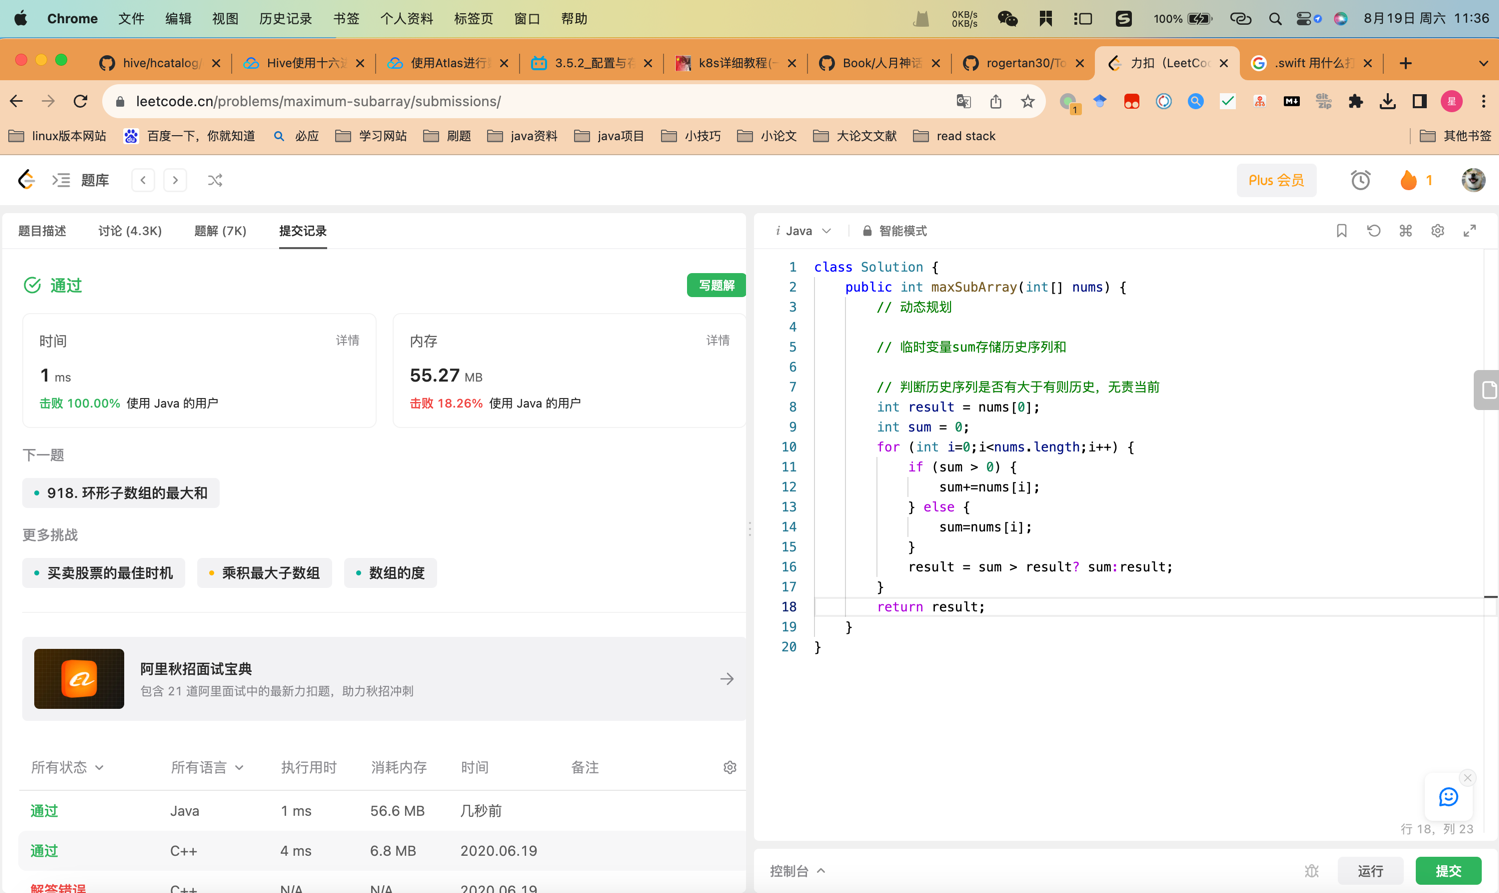 Chrome 文件 编辑 视图 历史记录 书签 个人资料 标签页 窗口 帮助 0KB/s 0KB/s 100% 8月19日 周六 11:36
hive/hcatalog/ Hive使用十六进 使用Atlas进行 3.5.2_配置与 k8s详细教程(一 Book/人月神话 rogertan30/To 力扣（LeetCo .swift 用什么打
leetcode.cn/problems/maximum-subarray/submissions/ 1 Git Zip 星
linux版本网站 百度一下，你就知道 必应 学习网站 刷题 java资料 java项目 小技巧 小论文 大论文文献 read stack 其他书签
题库 Plus 会员 1
题目描述 讨论 (4.3K) 题解 (7K) 提交记录
通过 写题解
时间 详情
1 ms
击败 100.00% 使用 Java 的用户
内存 详情
55.27 MB
击败 18.26% 使用 Java 的用户
下一题
918. 环形子数组的最大和
更多挑战
买卖股票的最佳时机 乘积最大子数组 数组的度
阿里秋招面试宝典
包含 21 道阿里面试中的最新力扣题，助力秋招冲刺
所有状态 所有语言 执行用时 消耗内存 时间 备注
通过 Java 1 ms 56.6 MB 几秒前
通过 C++ 4 ms 6.8 MB 2020.06.19
解答错误 C++ N/A N/A 2020.06.19
i Java 智能模式
1 class Solution {
2 public int maxSubArray(int[] nums) {
3 // 动态规划
4
5 // 临时变量sum存储历史序列和
6
7 // 判断历史序列是否有大于有则历史，无责当前
8 int result = nums[0];
9 int sum = 0;
10 for (int i=0;i<nums.length;i++) {
11 if (sum > 0) {
12 sum+=nums[i];
13 } else {
14 sum=nums[i];
15 }
16 result = sum > result? sum:result;
17 }
18 return result;
19 }
20 }
行 18，列 23
控制台 运行 提交